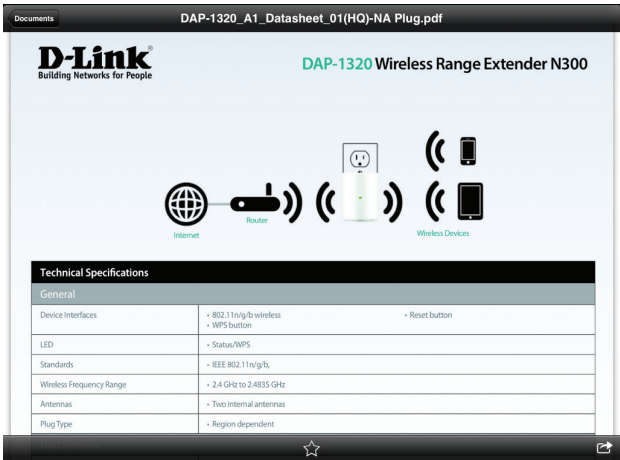 Documents
DAP-1320_A1_Datasheet_01(HQ)-NA Plug.pdf
D-Link®
Building Networks for People
DAP-1320 Wireless Range Extender N300
Internet
Router
Wireless Devices
Technical Specifications
General
Device Interfaces
• 802.11n/g/b wireless
• WPS button
• Reset button
LED
• Status/WPS
Standards
• IEEE 802.11n/g/b,
Wireless Frequency Range
• 2.4 GHz to 2.4835 GHz
Antennas
• Two internal antennas
Plug Type
• Region dependent